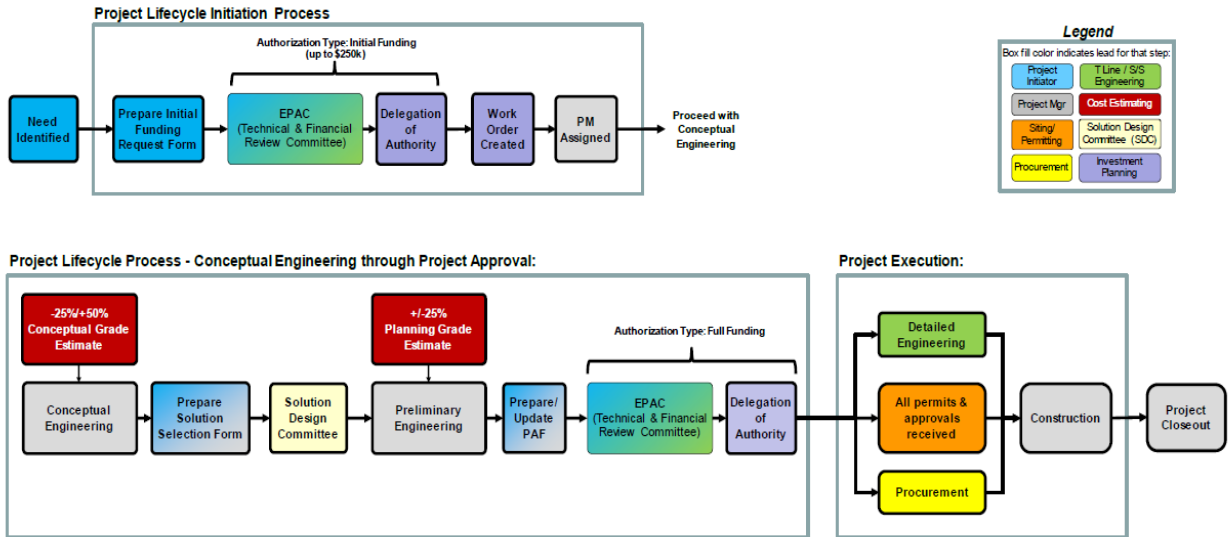 Project Lifecycle Initiation Process
Authorization Type: Initial Funding
(up to $250k)
Need
Identified
Prepare Initial
Funding
Request Form
EPAC
(Technical & Financial
Review Committee)
Delegation
of
Authority
Work
Order
Created
PM
Assigned
Proceed with
Conceptual
Engineering
Legend
Box fill color indicates lead for that step:
Project
Initiator
T Line / S/S
Engineering
Project Mgr
Cost Estimating
Siting/
Permitting
Solution Design
Committee (SDC)
Procurement
Investment
Planning
Project Lifecycle Process - Conceptual Engineering through Project Approval:
-25%/+50%
Conceptual Grade
Estimate
+/-25%
Planning Grade
Estimate
Authorization Type: Full Funding
Conceptual
Engineering
Prepare
Solution
Selection Form
Solution
Design
Committee
Preliminary
Engineering
Prepare/
Update
PAF
EPAC
(Technical & Financial
Review Committee)
Delegation
of
Authority
Project Execution:
Detailed
Engineering
All permits &
approvals
received
Procurement
Construction
Project
Closeout